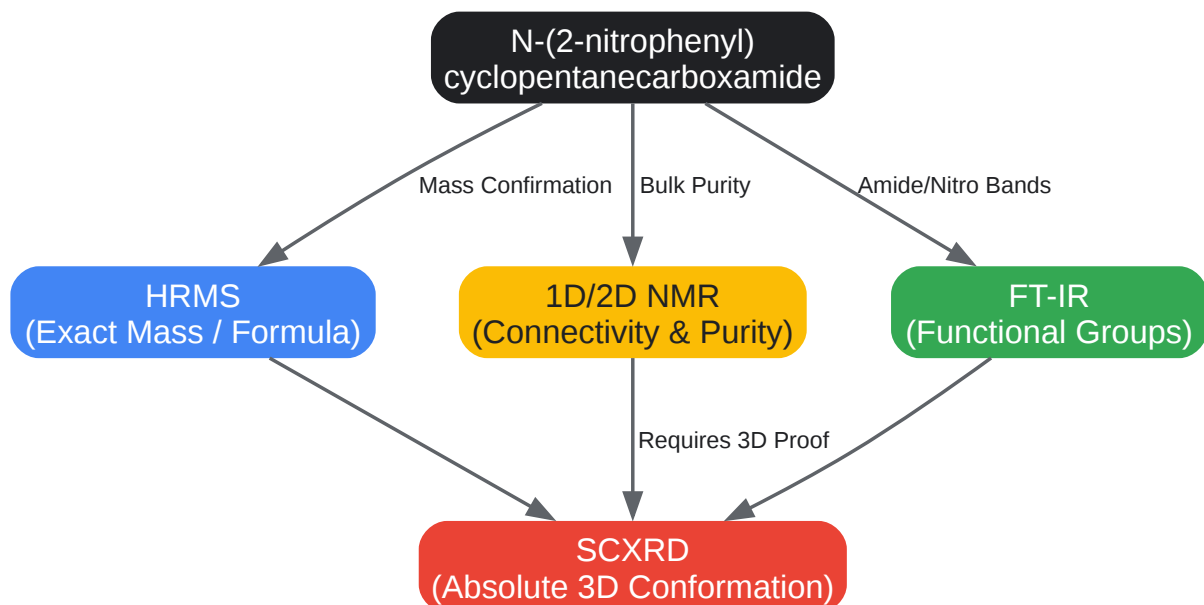 N-(2-nitrophenyl)
cyclopentanecarboxamide
Mass Confirmation
Bulk Purity
Amide/Nitro Bands
HRMS
(Exact Mass / Formula)
1D/2D NMR
(Connectivity & Purity)
FT-IR
(Functional Groups)
Requires 3D Proof
SCXRD
(Absolute 3D Conformation)